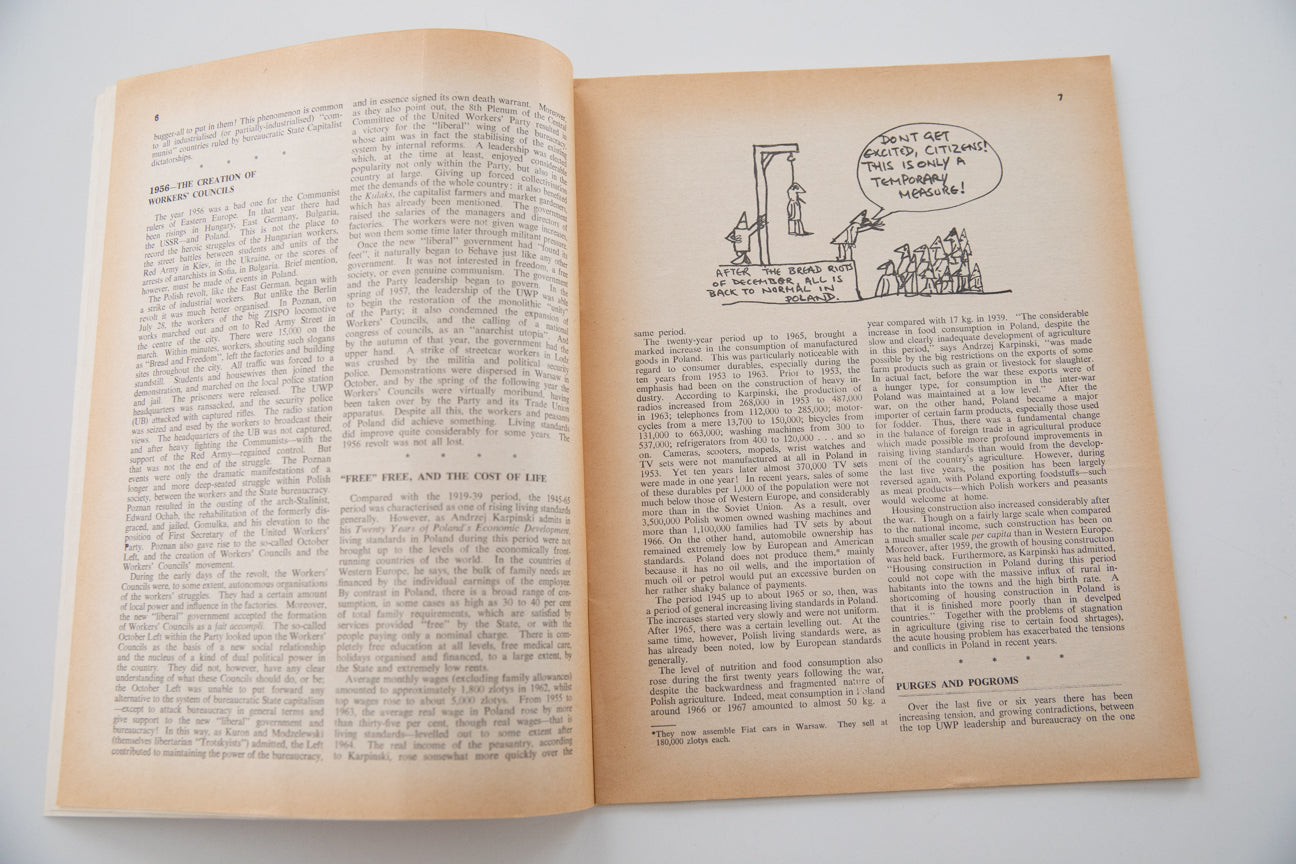 6
bugger-all to put in them! This phenomenon is common
to all industrialised (or partially-industrialised) "com-
munist" countries ruled by bureaucratic State Capitalist
dictatorships.
* * * *
1956—THE CREATION OF
WORKERS' COUNCILS
The year 1956 was a bad one for the Communist
rulers of Eastern Europe. In that year there had
been risings in Hungary, East Germany, Bulgaria,
the USSR—and Poland. This is not the place to
record the heroic struggles of the Hungarian workers,
the street battles between students and units of the
Red Army in Kiev, in the Ukraine, or the scores of
arrests of anarchists in Sofia, in Bulgaria. Brief mention,
however, must be made of events in Poland.
The Polish revolt, like the East German, began with
a strike of industrial workers. But unlike the Berlin
revolt it was much better organised. In Poznan, on
July 28, the workers of the big ZISPO locomotive
works marched out and on to Red Army Street in
the centre of the city. There were 15,000 on the
march. Within minutes, workers, shouting such slogans
as "Bread and Freedom", left the factories and building
sites throughout the city. All traffic was forced to a
standstill. Students and housewives then joined the
demonstration, and marched on the local police station
and jail. The prisoners were released. The UWP
headquarters was ransacked, and the security police
(UB) attacked with captured rifles. The radio station
was seized and used by the workers to broadcast their
views. The headquarters of the UB was not captured,
and after heavy fighting the Communists—with the
support of the Red Army—regained control. But
that was not the end of the struggle. The Poznan
events were only the dramatic manifestations of a
longer and more deep-seated struggle within Polish
society, between the workers and the State bureaucracy.
Poznan resulted in the ousting of the arch-Stalinist,
Edward Ochab, the rehabilitation of the formerly dis-
graced, and jailed, Gomulka, and his elevation to the
position of First Secretary of the United Workers'
Party. Poznan also gave rise to the so-called October
Left, and the creation of Workers' Councils and the
Workers' Councils' movement.
During the early days of the revolt, the Workers'
Councils were, to some extent, autonomous organisations
of the workers' struggles. They had a certain amount
of local power and influence in the factories. Moreover,
the new "liberal" government accepted the formation
of Workers' Councils as a fait accompli. The so-called
October Left within the Party looked upon the Workers'
Councils as the basis of a new social relationship
and the nucleus of a kind of dual political power in
the country. They did not, however, have any clear
understanding of what these Councils should do, or be;
the October Left was unable to put forward any
alternative to the system of bureaucratic State capitalism
—except to attack bureaucracy in general terms and
give support to the new "liberal" government and
bureaucracy! In this way, as Kuron and Modzelewski
(themselves libertarian "Trotskyists") admitted, the Left
contributed to maintaining the power of the bureaucracy,
and in essence signed its own death warrant. Moreover,
as they also point out, the 8th Plenum of the Central
Committee of the United Workers' Party resulted in
a victory for the "liberal" wing of the bureaucracy,
whose aim was in fact the stabilising of the existing
system by internal reforms. A leadership was elected
which, at the time at least, enjoyed considerable
popularity not only within the Party, but also in the
country at large. Giving up forced collectivisation
met the demands of the whole country: it also benefited
the Kulaks, the capitalist farmers and market gardeners,
which has already been mentioned. The government
raised the salaries of the managers and directors of
factories. The workers were not given wage increases,
but won them some time later through militant pressure.
Once the new "liberal" government had "found its
feet", it naturally began to behave just like any other
government. It was not interested in freedom, a free
society, or even genuine communism. The government
and the Party leadership began to govern. In the
spring of 1957, the leadership of the UWP was able
to begin the restoration of the monolithic "unity"
of the Party; it also condemned the expansion of
Workers' Councils, and the calling of a national
congress of councils, as an "anarchist utopia". And
by the autumn of that year, the government had the
upper hand. A strike of streetcar workers in Lodz
was crushed by the militia and political security
police. Demonstrations were dispersed in Warsaw in
October, and by the spring of the following year the
Workers' Councils were virtually moribund, having
been taken over by the Party and its Trade Union
apparatus. Despite all this, the workers and peasants
of Poland did achieve something. Living standards
did improve quite considerably for some years. The
1956 revolt was not all lost.
* * * *
"FREE" FREE, AND THE COST OF LIFE
Compared with the 1919-39 period, the 1945-65
period was characterised as one of rising living standards
generally. However, as Andrzej Karpinski admits in
his Twenty Years of Poland's Economic Development,
living standards in Poland during this period were not
brought up to the levels of the economically front-
running countries of the world. In the countries of
Western Europe, he says, the bulk of family needs are
financed by the individual earnings of the employee.
By contrast in Poland, there is a broad range of con-
sumption, in some cases as high as 30 to 40 per cent
of total family requirements, which are satisfied by
services provided "free" by the State, or with the
people paying only a nominal charge. There is com-
pletely free education at all levels, free medical care,
holidays organised and financed, to a large extent, by
the State and extremely low rents.
Average monthly wages (excluding family allowances)
amounted to approximately 1,800 zlotys in 1962, whilst
top wages rose to about 5,000 zlotys. From 1955 to
1963, the average real wage in Poland rose by more
than thirty-five per cent, though real wages—that is
living standards—levelled out to some extent after
1964. The real income of the peasantry, according
to Karpinski, rose somewhat more quickly over the
7
DONT GET
EXCITED, CITIZENS!
THIS IS ONLY A
TEMPORARY
MEASURE!
AFTER THE BREAD RIOTS
OF DECEMBER, ALL IS
BACK TO NORMAL IN
POLAND.
same period.
The twenty-year period up to 1965, brought a
marked increase in the consumption of manufactured
goods in Poland. This was particularly noticeable with
regard to consumer durables, especially during the
ten years from 1953 to 1963. Prior to 1953, the
emphasis had been on the construction of heavy in-
dustry. According to Karpinski, the production of
radios increased from 268,000 in 1953 to 487,000
in 1963; telephones from 112,000 to 285,000; motor-
cycles from a mere 13,700 to 150,000; bicycles from
131,000 to 663,000; washing machines from 300 to
537,000; refrigerators from 400 to 120,000 . . . and so
on. Cameras, scooters, mopeds, wrist watches and
TV sets were not manufactured at all in Poland in
1953. Yet ten years later almost 370,000 TV sets
were made in one year! In recent years, sales of some
of these durables per 1,000 of the population were not
much below those of Western Europe, and considerably
more than in the Soviet Union. As a result, over
3,500,000 Polish women owned washing machines and
more than 1,100,000 families had TV sets by about
1966. On the other hand, automobile ownership has
remained extremely low by European and American
standards. Poland does not produce them,* mainly
because it has no oil wells, and the importation of
much oil or petrol would put an excessive burden on
her rather shaky balance of payments.
The period 1945 up to about 1965 or so, then, was
a period of general increasing living standards in Poland.
The increases started very slowly and were not uniform.
After 1965, there was a certain levelling out. At the
same time, however, Polish living standards were, as
has already been noted, low by European standards
generally.
The level of nutrition and food consumption also
rose during the first twenty years following the war,
despite the backwardness and fragmented nature of
Polish agriculture. Indeed, meat consumption in Poland
around 1966 or 1967 amounted to almost 50 kg. a
*They now assemble Fiat cars in Warsaw. They sell at
180,000 zlotys each.
year compared with 17 kg. in 1939. "The considerable
increase in food consumption in Poland, despite the
slow and clearly inadequate development of agriculture
in this period," says Andrzej Karpinski, "was made
possible by the big restrictions on the exports of some
farm products such as grain or livestock for slaughter.
In actual fact, before the war these exports were of
a hunger type, for consumption in the inter-war
Poland was maintained at a low level." After the
war, on the other hand, Poland became a major
importer of certain farm products, especially those used
for fodder. Thus, there was a fundamental change
in the balance of foreign trade in agricultural produce
which made possible more profound improvements in
raising living standards than would from the develop-
ment of the country's agriculture. However, during
the last five years, the position has been largely
reversed again, with Poland exporting foodstuffs—such
as meat products—which Polish workers and peasants
would welcome at home.
Housing construction also increased considerably after
the war. Though on a fairly large scale when compared
to the national income, such construction has been on
a much smaller scale per capita than in Western Europe.
Moreover, after 1959, the growth of housing construction
was held back. Furthermore, as Karpinski has admitted,
"Housing construction in Poland during this period
could not cope with the massive influx of rural in-
habitants into the towns and the high birth rate. A
shortcoming of housing construction in Poland is
that it is finished more poorly than in develped
countries." Together with the problems of stagnation
in agriculture (giving rise to certain food shrtages),
the acute housing problem has exacerbated the tensions
and conflicts in Poland in recent years.
* * * *
PURGES AND POGROMS
Over the last five or six years there has been
increasing tension, and growing contradictions, between
the top UWP leadership and bureaucracy on the one